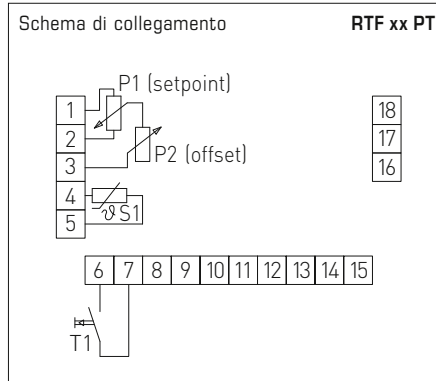 Schema di collegamento RTF xx PT
P1 (setpoint)
1
2
3
4
5
P2 (offset)
ϑ S1
18
17
16
6 7 8 9 10 11 12 13 14 15
T1